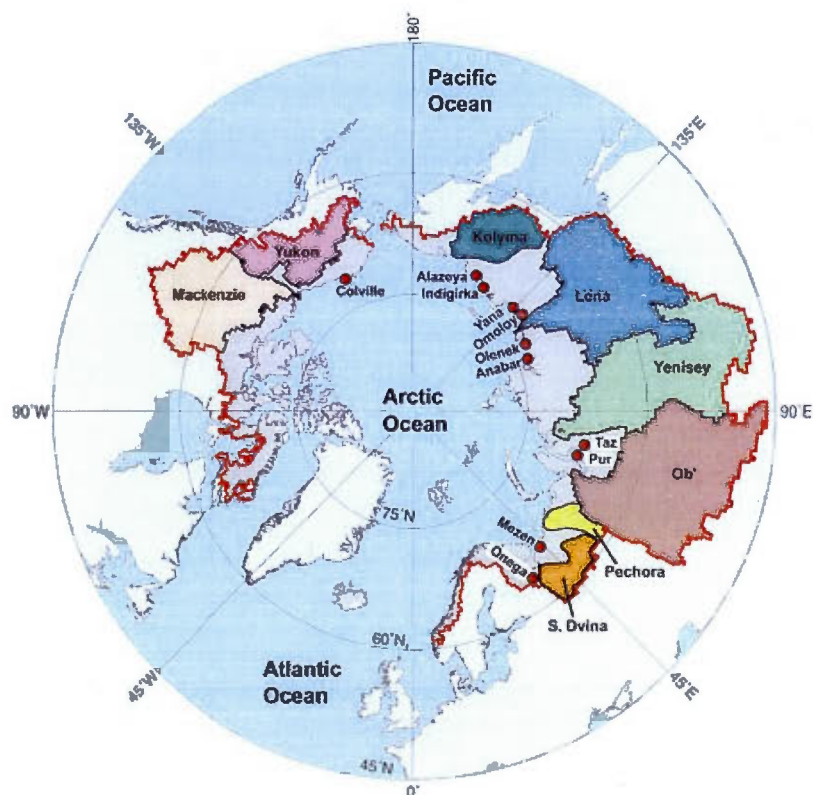 180°
Pacific
Ocean
135°W
135°E
Kolyma
Yukon
Alazeya
Mackenzie
Colville
Indigirka
Lena
Yana
Omoloy
Olenek
Anabar
Yenisey
Arctic
Ocean
90°W
90°E
Taz
Pur
Ob'
75°N
Mezen
Onega
Pechora
S. Dvina
60°N
Atlantic
Ocean
45°W
45°E
45°N
0°